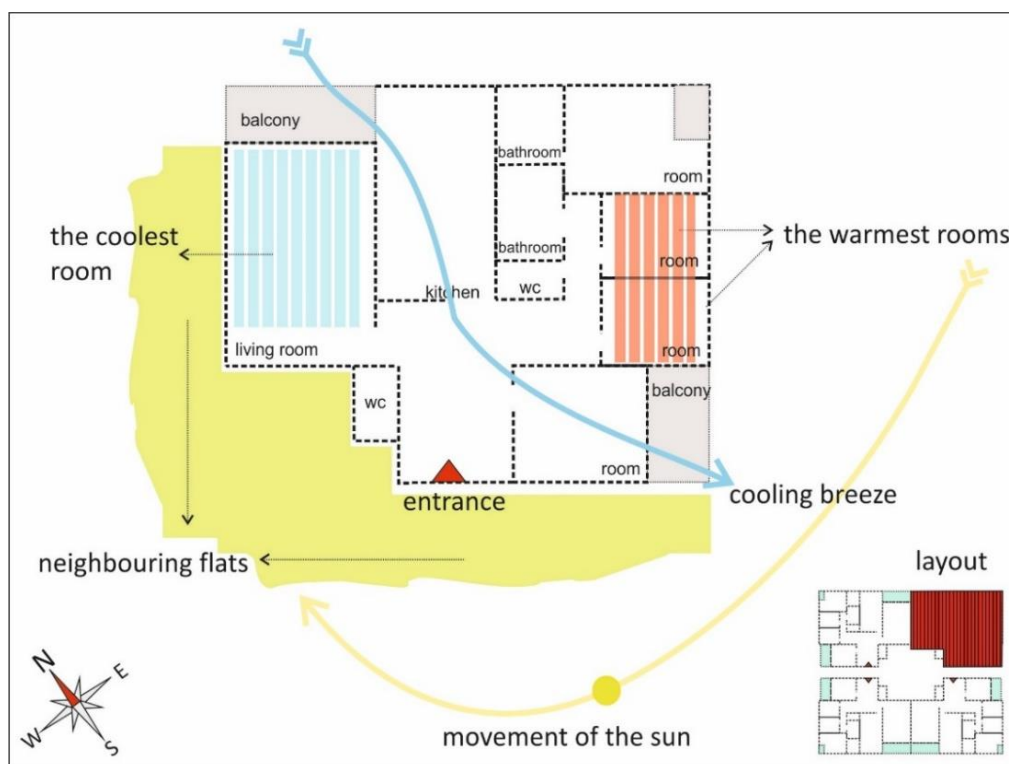 balcony
bathroom
room
the coolest
room
the warmest rooms
bathroom
room
kitchen
wc
living room
room
balcony
wc
room
cooling breeze
entrance
neighbouring flats
layout
N
E
W
S
movement of the sun